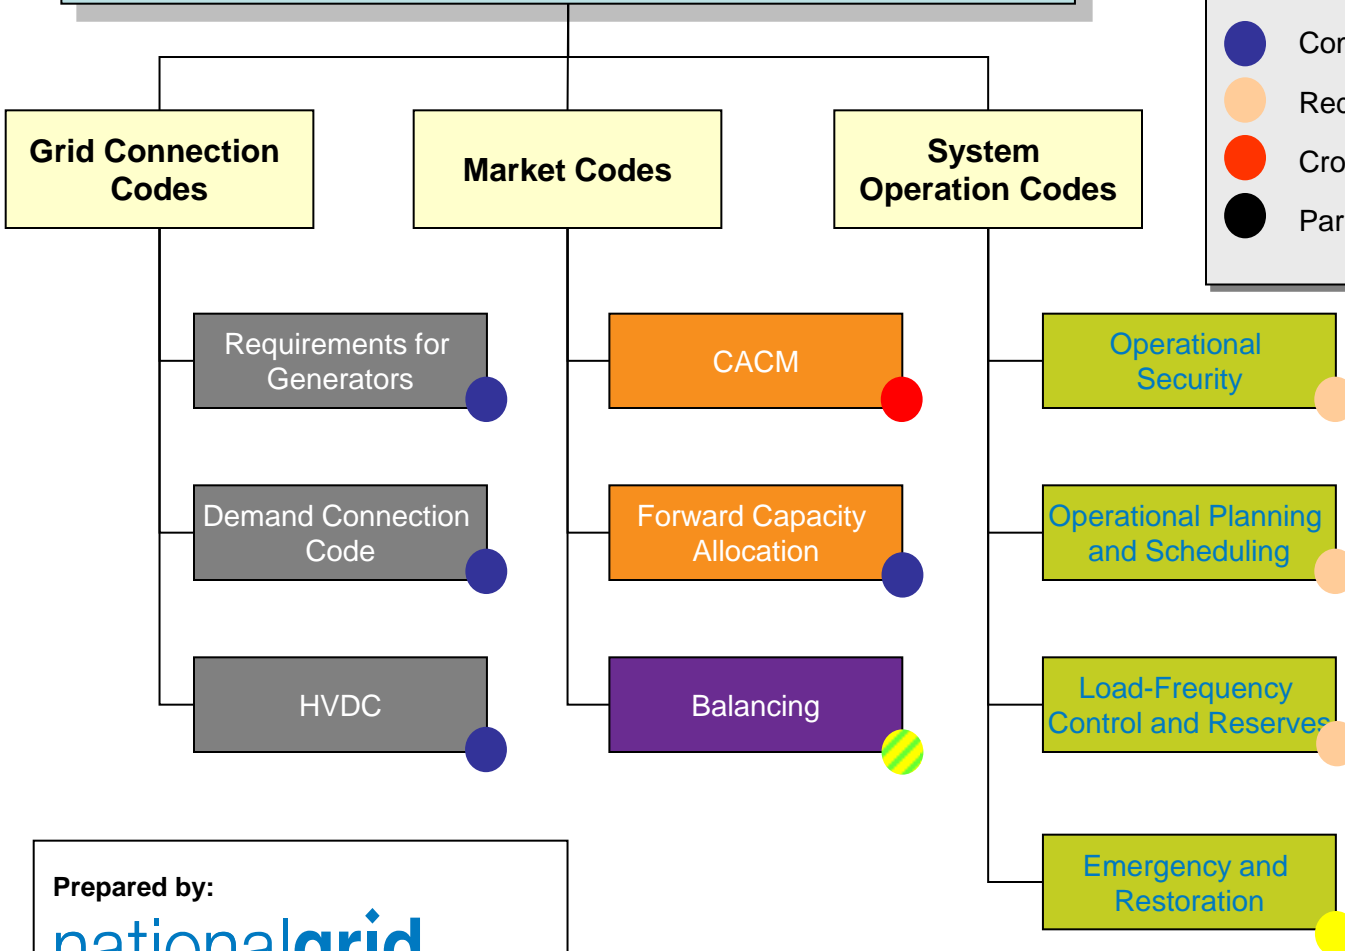 Grid Connection
Codes
Market Codes
System
Operation Codes
Requirements for
Generators
CACM
Operational
Security
Demand Connection
Code
Forward Capacity
Allocation
Operational Planning
and Scheduling
HVDC
Balancing
Load-Frequency
Control and Reserves
Emergency and
Restoration
Prepared by:
nationalgrid